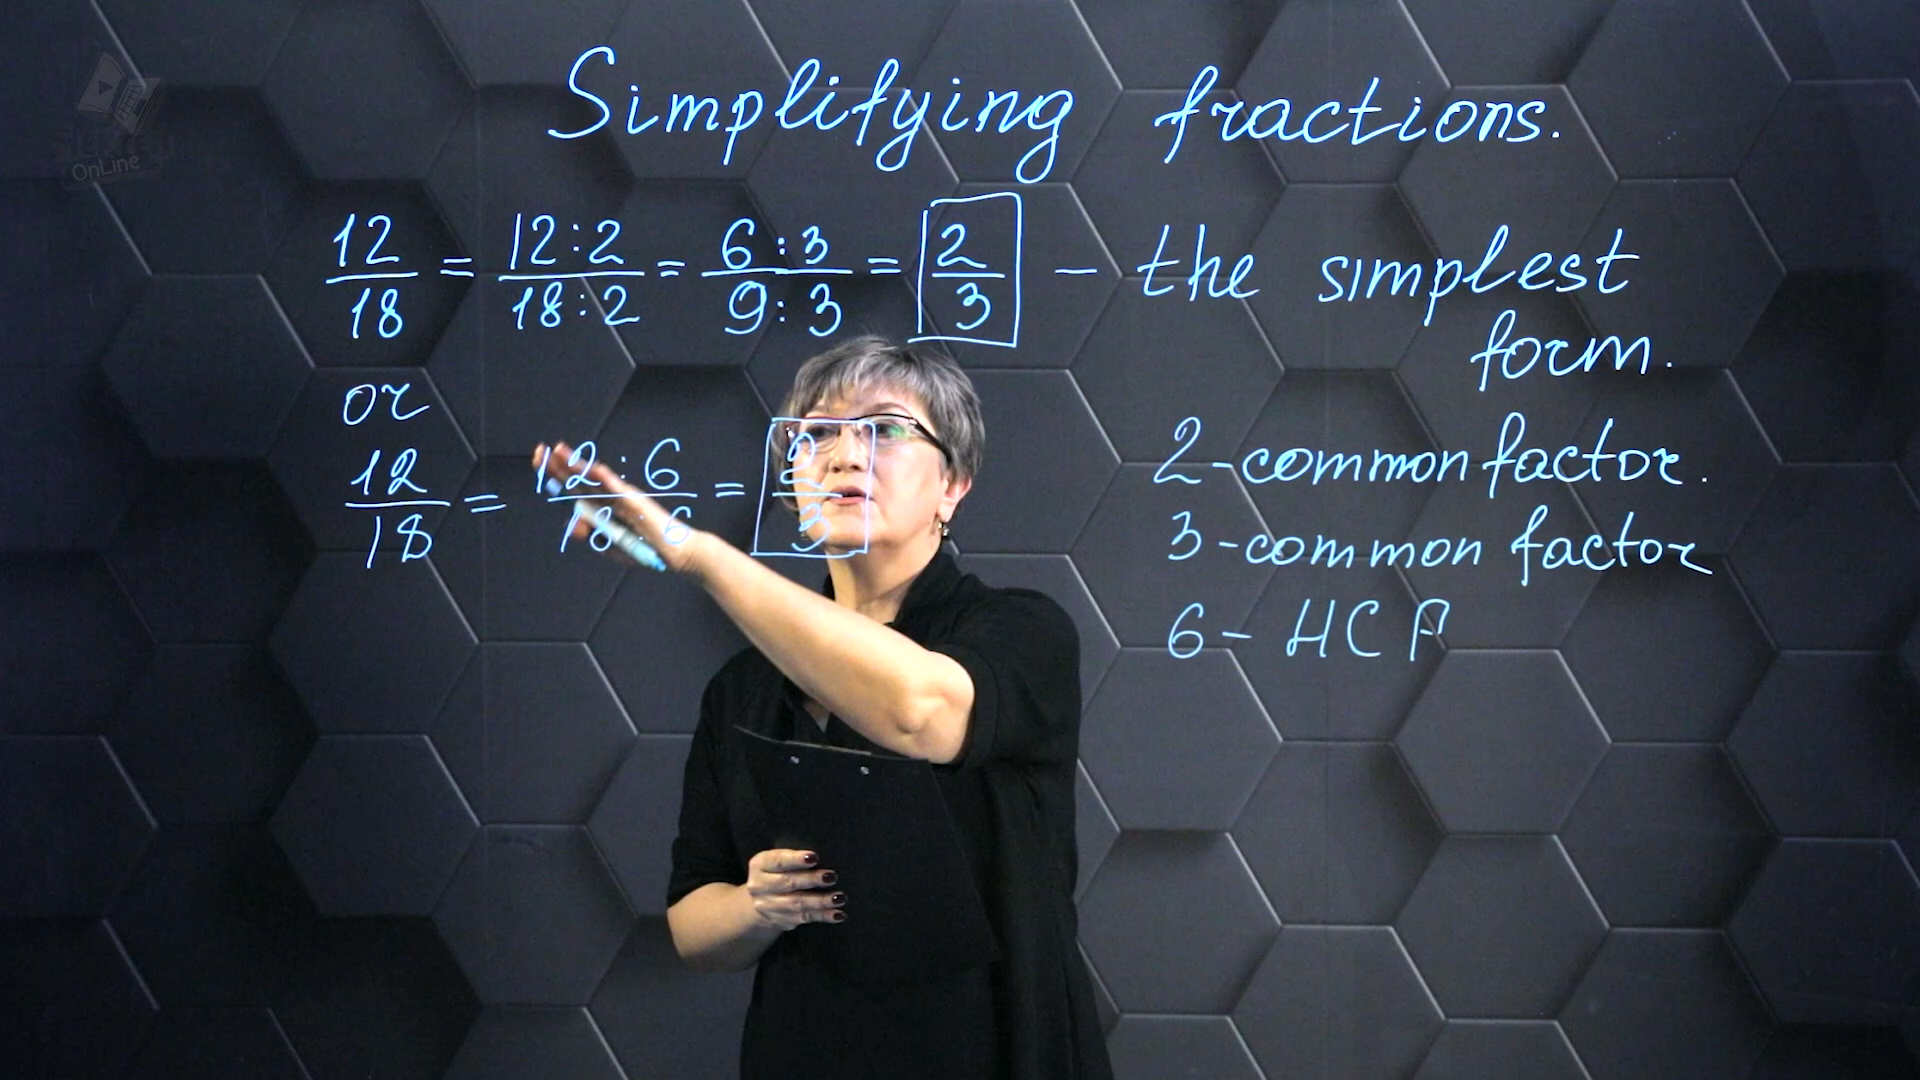 Simplifying fractions.
12/18 = 12:2/18:2 = 6:3/9:3 = 2/3 – the simplest
form.
or
12/18 = 12:6/18:6 = 2/3
2-common factor.
3-common factor
6- HCF
OnLine